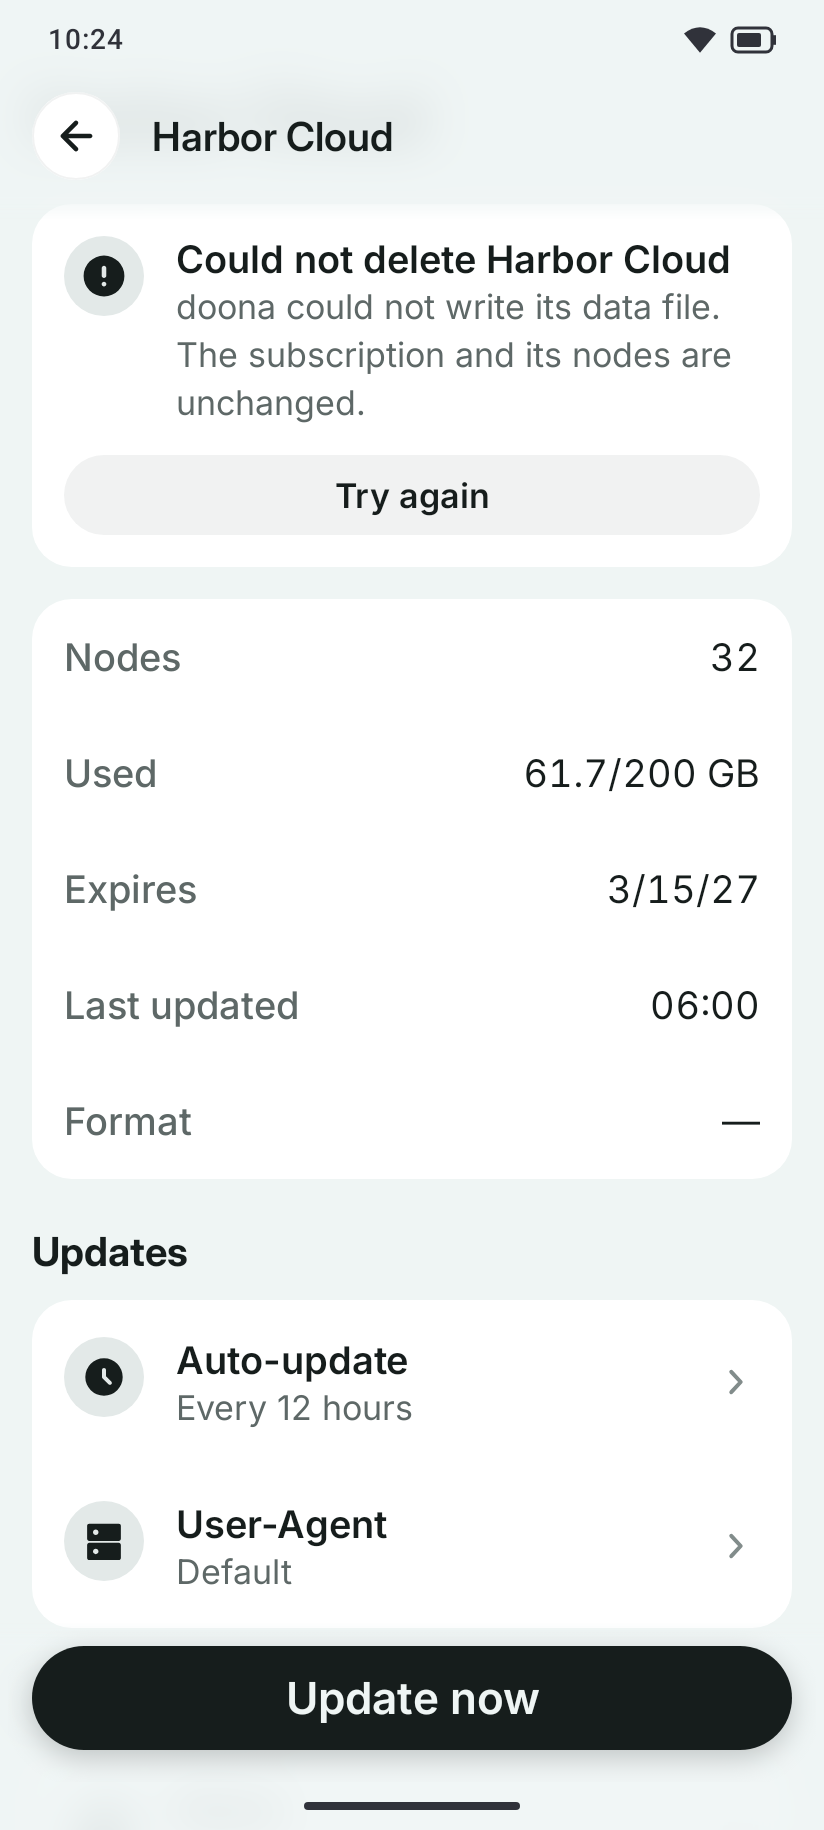 10:24
Harbor Cloud
Could not delete Harbor Cloud
doona could not write its data file.
The subscription and its nodes are
unchanged.
Try again
Nodes 32
Used 61.7/200 GB
Expires 3/15/27
Last updated 06:00
Format —
Updates
Auto-update
Every 12 hours
User-Agent
Default
Update now